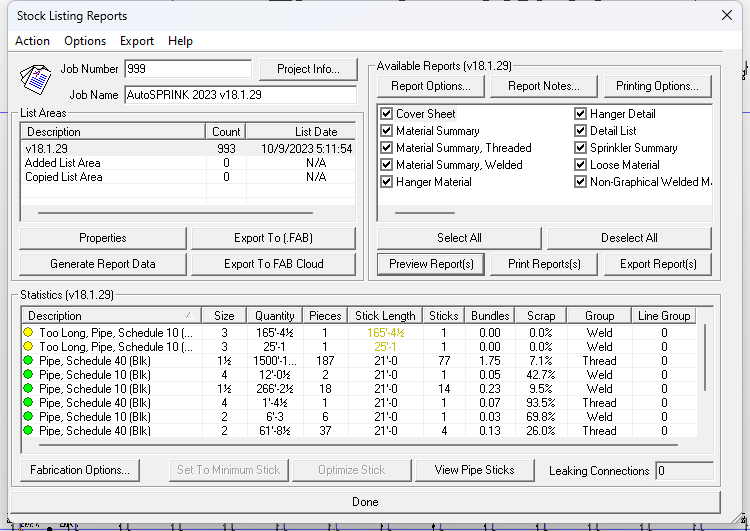 Stock Listing Reports
Action Options Export Help
Job Number 999 Project Info...
Job Name AutoSPRINK 2023 v18.1.29
List Areas
Description Count List Date
v18.1.29 993 10/9/2023 5:11:54
Added List Area 0 N/A
Copied List Area 0 N/A
Properties Export To (.FAB)
Generate Report Data Export To FAB Cloud
Available Reports (v18.1.29)
Report Options... Report Notes... Printing Options...
Cover Sheet Hanger Detail
Material Summary Detail List
Material Summary, Threaded Sprinkler Summary
Material Summary, Welded Loose Material
Hanger Material Non-Graphical Welded
Select All Deselect All
Preview Report(s) Print Reports(s) Export Report(s)
Statistics (v18.1.29)
Description Size Quantity Pieces Stick Length Sticks Bundles Scrap Group Line Group
Too Long, Pipe, Schedule 10 (... 3 165'-4½ 1 165'-4½ 1 0.00 0.0% Weld 0
Too Long, Pipe, Schedule 10 (... 3 25'-1 1 25'-1 1 0.00 0.0% Weld 0
Pipe, Schedule 40 (Blk) 1½ 1500'-1... 187 21'-0 77 1.75 7.1% Thread 0
Pipe, Schedule 10 (Blk) 4 12'-0½ 2 21'-0 1 0.05 42.7% Weld 0
Pipe, Schedule 10 (Blk) 1½ 266'-2½ 18 21'-0 14 0.23 9.5% Weld 0
Pipe, Schedule 40 (Blk) 4 1'-4½ 1 21'-0 1 0.07 93.5% Thread 0
Pipe, Schedule 10 (Blk) 2 6'-3 6 21'-0 1 0.03 69.8% Weld 0
Pipe, Schedule 40 (Blk) 2 61'-8½ 37 21'-0 4 0.13 26.0% Thread 0
Fabrication Options... Set To Minimum Stick Optimize Stick View Pipe Sticks Leaking Connections 0
Done